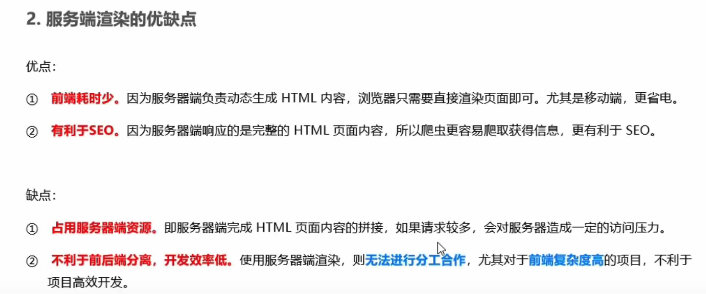 2. 服务端渲染的优缺点
优点：
① 前端耗时少。因为服务器端负责动态生成 HTML 内容，浏览器只需要直接渲染页面即可。尤其是移动端，更省电。
② 有利于SEO。因为服务器端响应的是完整的 HTML 页面内容，所以爬虫更容易爬取获得信息，更有利于 SEO。
缺点：
① 占用服务器端资源。即服务器端完成 HTML 页面内容的拼接，如果请求较多，会对服务器造成一定的访问压力。
② 不利于前后端分离，开发效率低。使用服务器端渲染，则无法进行分工合作，尤其对于前端复杂度高的项目，不利于
项目高效开发。